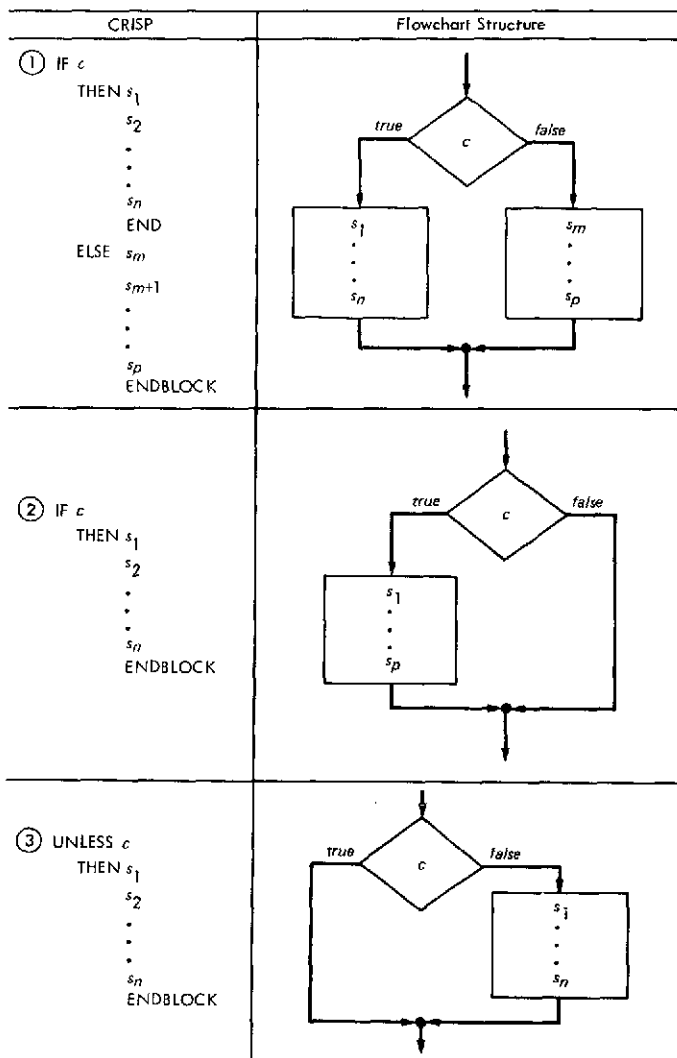 CRISP
Flowchart Structure
1 IF c
THEN s1
s2
.
.
.
sn
END
ELSE sm
sm+1
.
.
.
sp
ENDBLOCK
true
false
c
s1
.
.
.
sn
sm
.
.
.
sp
2 IF c
THEN s1
s2
.
.
.
sn
ENDBLOCK
true
false
c
s1
.
.
.
sp
3 UNLESS c
THEN s1
s2
.
.
.
sn
ENDBLOCK
true
false
c
s1
.
.
.
sn